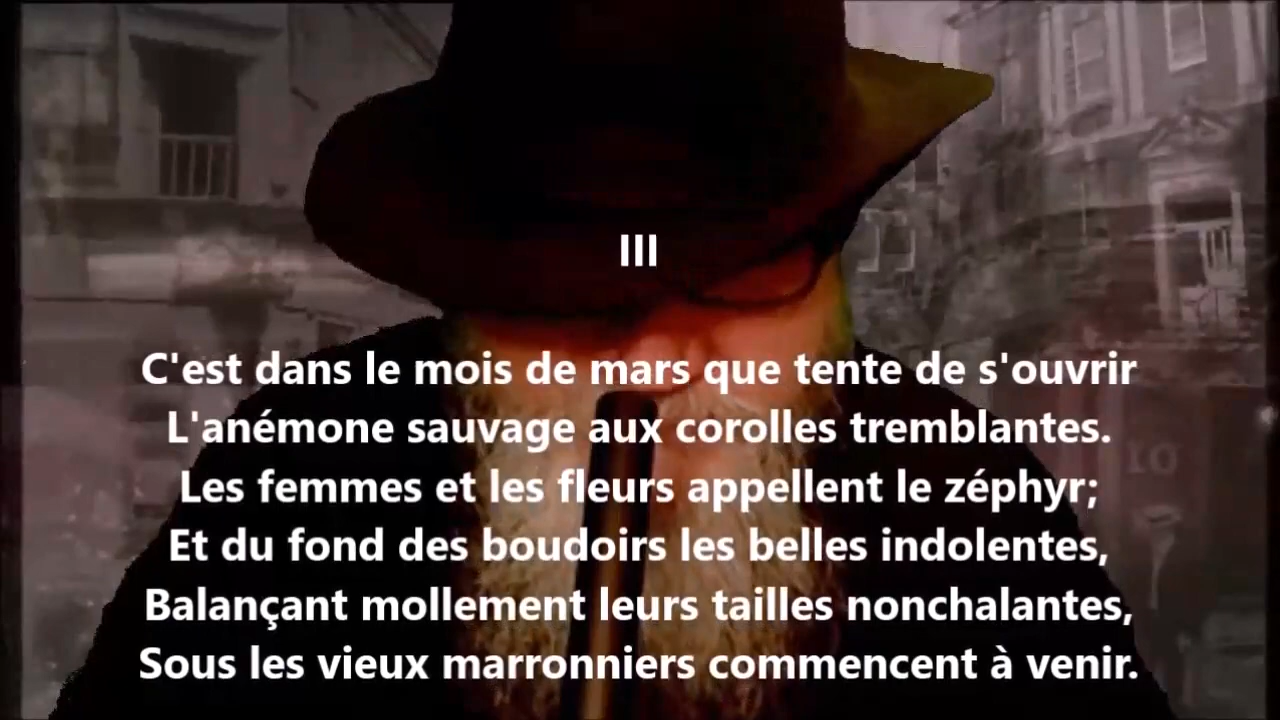 III
C'est dans le mois de mars que tente de s'ouvrir
L'anémone sauvage aux corolles tremblantes.
Les femmes et les fleurs appellent le zéphyr;
Et du fond des boudoirs les belles indolentes,
Balançant mollement leurs tailles nonchalantes,
Sous les vieux marronniers commencent à venir.
10